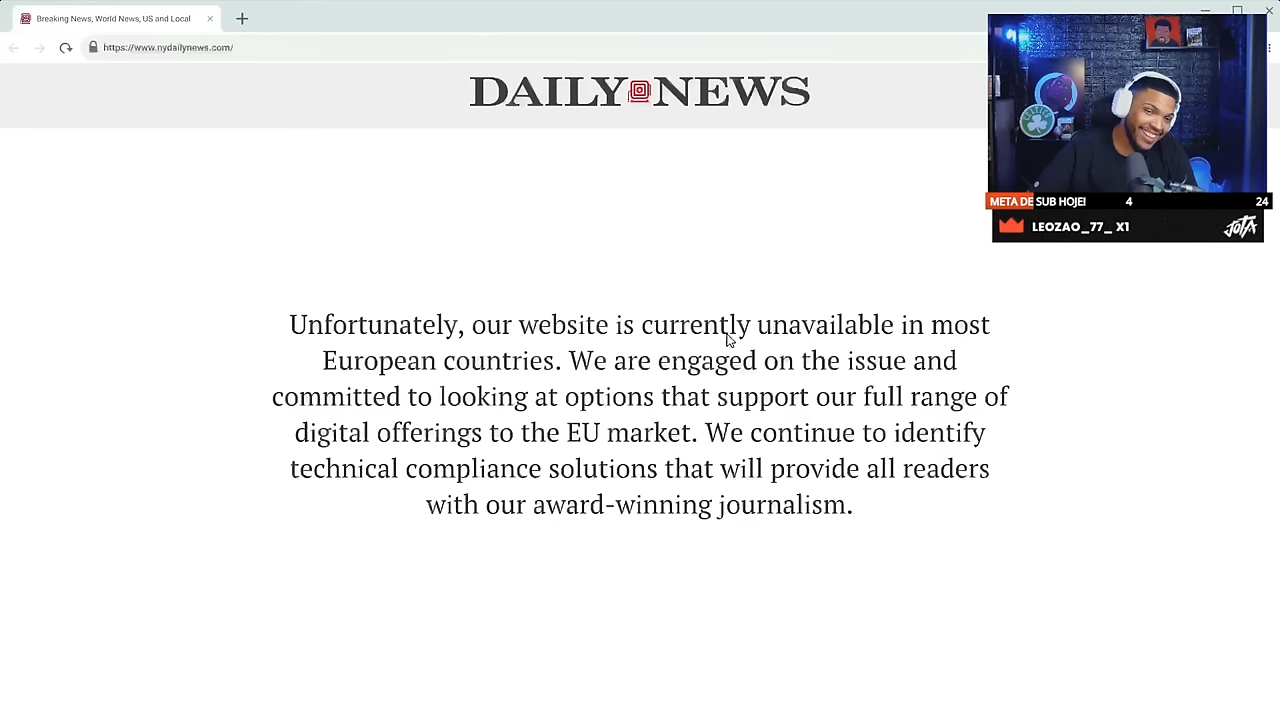 Breaking News, World News, US and Local
https://www.nydailynews.com/
DAILY NEWS
META DE SUB HOJE! 4 24
LEOZAO_77_ X1
JOTA
Unfortunately, our website is currently unavailable in most
European countries. We are engaged on the issue and
committed to looking at options that support our full range of
digital offerings to the EU market. We continue to identify
technical compliance solutions that will provide all readers
with our award-winning journalism.